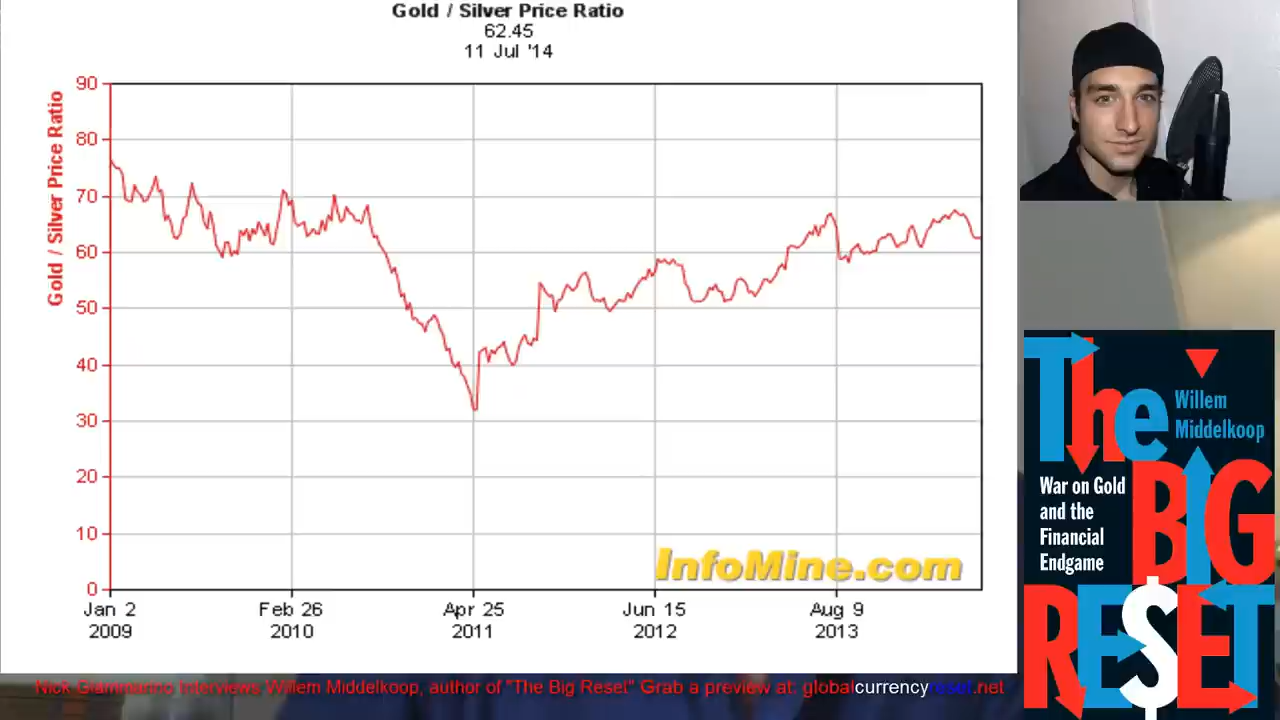 Gold / Silver Price Ratio
62.45
11 Jul '14
Gold / Silver Price Ratio
90
80
70
60
50
40
30
20
10
0
Jan 2 Feb 26 Apr 25 Jun 15 Aug 9
2009 2010 2011 2012 2013
InfoMine.com
The
Willem
Middelkoop
War on Gold
and the
Financial
Endgame
BIG
RE$ET
Nick Giammarino Interviews Willem Middelkoop, author of "The Big Reset" Grab a preview at: globalcurrencyreset.net